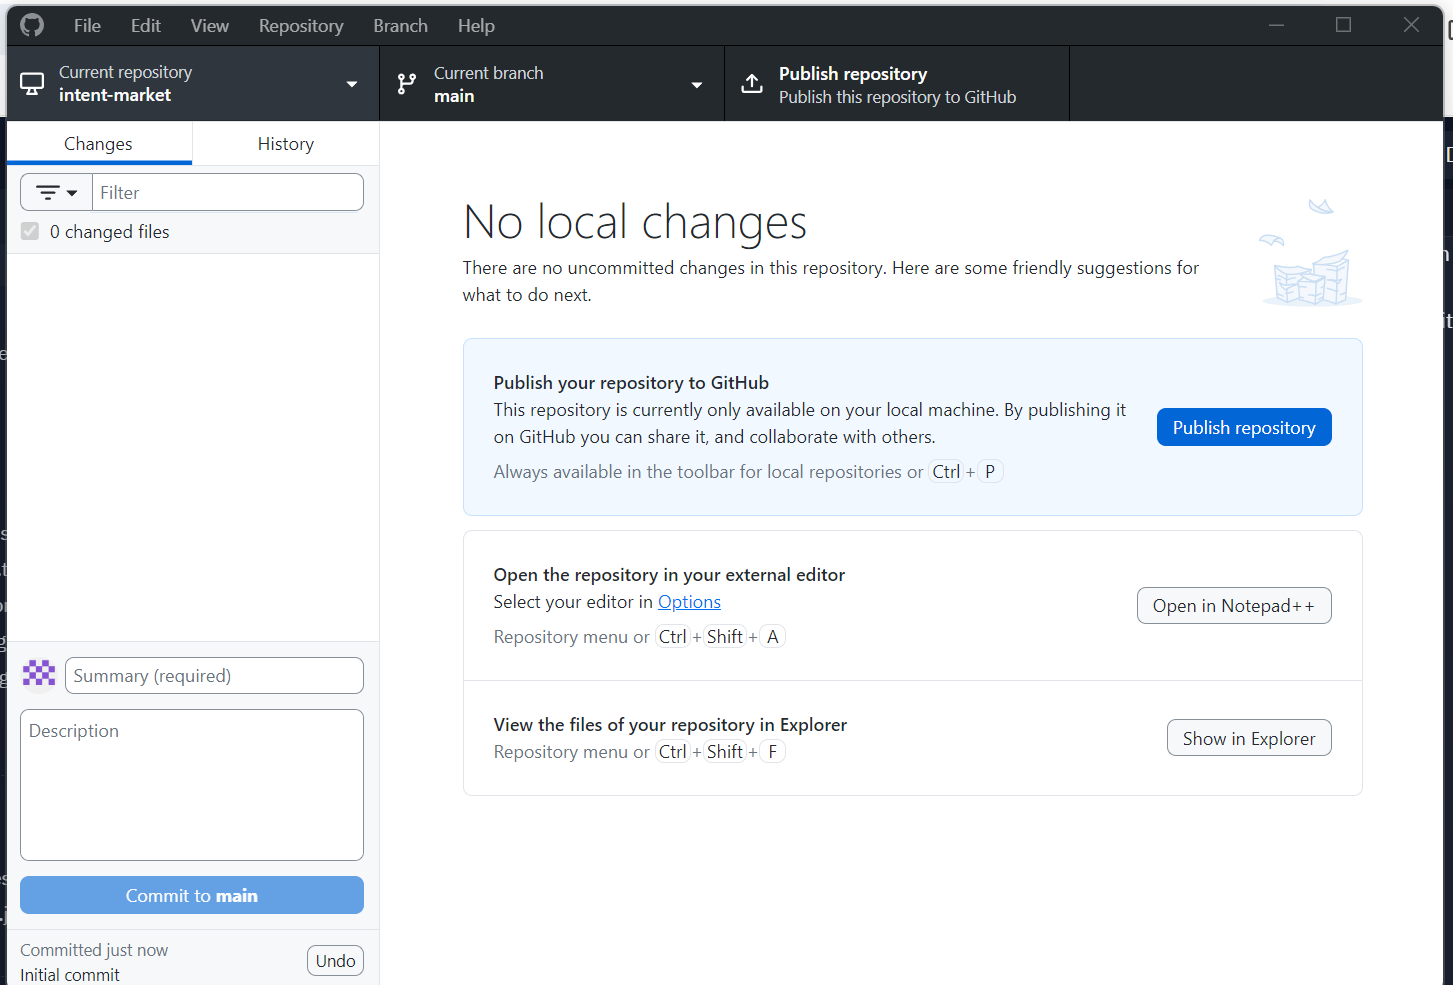 File Edit View Repository Branch Help
Current repository
intent-market
Current branch
main
Publish repository
Publish this repository to GitHub
Changes
History
Filter
0 changed files
No local changes
There are no uncommitted changes in this repository. Here are some friendly suggestions for
what to do next.
Publish your repository to GitHub
This repository is currently only available on your local machine. By publishing it
on GitHub you can share it, and collaborate with others.
Always available in the toolbar for local repositories or Ctrl + P
Publish repository
Open the repository in your external editor
Select your editor in Options
Repository menu or Ctrl + Shift + A
Open in Notepad++
View the files of your repository in Explorer
Repository menu or Ctrl + Shift + F
Show in Explorer
Summary (required)
Description
Commit to main
Committed just now
Initial commit
Undo